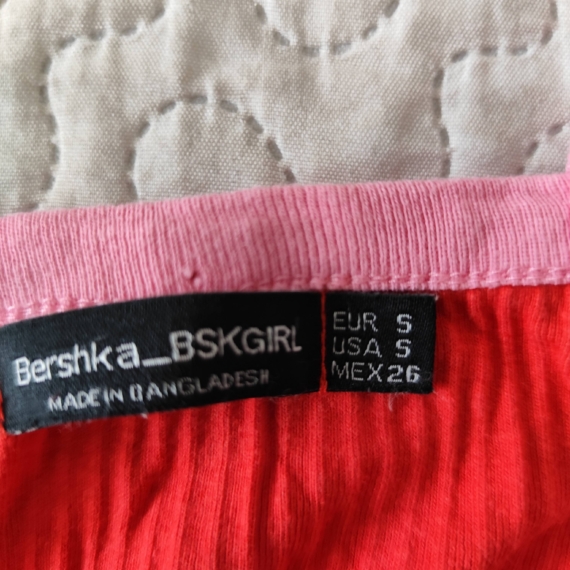 Bershka_BSKGIRL
MADE IN BANGLADESH
EUR S
USA S
MEX 26